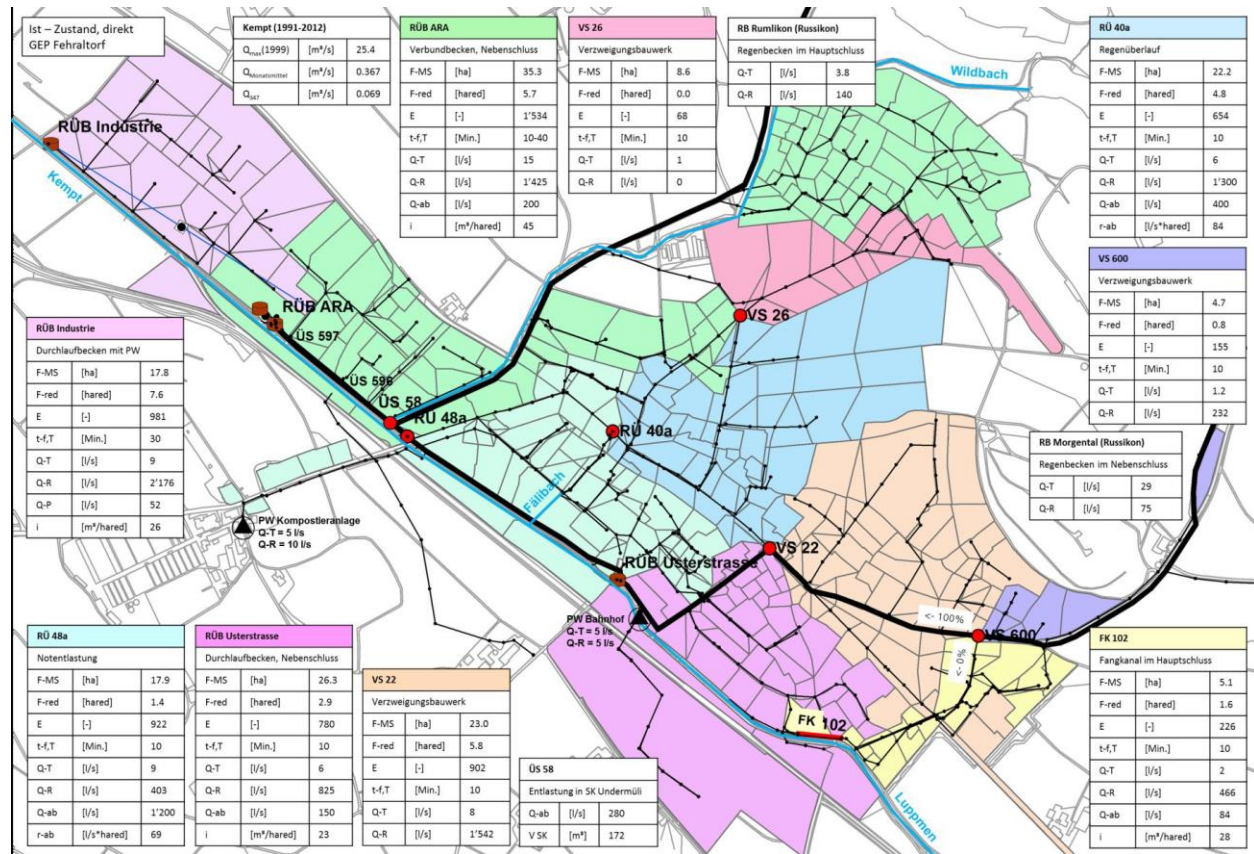 Ist – Zustand, direkt
GEP Fehraltorf
Kempt (1991-2012)
Qmax(1999) [m³/s] 25.4
QMonatsmittel [m³/s] 0.367
Q347 [m³/s] 0.069
RÜB ARA
Verbundbecken, Nebenschluss
F-MS [ha] 35.3
F-red [hared] 5.7
E [-] 1'534
t-f,T [Min.] 10-40
Q-T [l/s] 15
Q-R [l/s] 1'425
Q-ab [l/s] 200
i [m³/hared] 45
VS 26
Verzweigungsbauwerk
F-MS [ha] 8.6
F-red [hared] 0.0
E [-] 68
t-f,T [Min.] 10
Q-T [l/s] 1
Q-R [l/s] 0
RB Rumlikon (Russikon)
Regenbecken im Hauptschluss
Q-T [l/s] 3.8
Q-R [l/s] 140
RÜ 40a
Regenüberlauf
F-MS [ha] 22.2
F-red [hared] 4.8
E [-] 654
t-f,T [Min.] 10
Q-T [l/s] 6
Q-R [l/s] 1'300
Q-ab [l/s] 400
r-ab [l/s*hared] 84
Wildbach
RÜB Industrie
Kempt
VS 600
Verzweigungsbauwerk
F-MS [ha] 4.7
F-red [hared] 0.8
E [-] 155
t-f,T [Min.] 10
Q-T [l/s] 1.2
Q-R [l/s] 232
RÜB ARA
ÜS 597
VS 26
RÜB Industrie
Durchlaufbecken mit PW
F-MS [ha] 17.8
F-red [hared] 7.6
E [-] 981
t-f,T [Min.] 30
Q-T [l/s] 9
Q-R [l/s] 2'176
Q-P [l/s] 52
i [m³/hared] 26
ÜS 596
ÜS 58
RÜ 48a
RÜ 40a
RB Morgental (Russikon)
Regenbecken im Nebenschluss
Q-T [l/s] 29
Q-R [l/s] 75
Fälibach
PW Kompostieranlage
Q-T = 5 l/s
Q-R = 10 l/s
VS 22
RÜB Usterstrasse
PW Bahnhof
Q-T = 5 l/s
Q-R = 5 l/s
<- 100%
VS 600
<- 0%
RÜ 48a
Notentlastung
F-MS [ha] 17.9
F-red [hared] 1.4
E [-] 922
t-f,T [Min.] 10
Q-T [l/s] 9
Q-R [l/s] 403
Q-ab [l/s] 1'200
r-ab [l/s*hared] 69
RÜB Usterstrasse
Durchlaufbecken, Nebenschluss
F-MS [ha] 26.3
F-red [hared] 2.9
E [-] 780
t-f,T [Min.] 10
Q-T [l/s] 6
Q-R [l/s] 825
Q-ab [l/s] 150
i [m³/hared] 23
VS 22
Verzweigungsbauwerk
F-MS [ha] 23.0
F-red [hared] 5.8
E [-] 902
t-f,T [Min.] 10
Q-T [l/s] 8
Q-R [l/s] 1'542
ÜS 58
Entlastung in SK Undermüli
Q-ab [l/s] 280
V SK [m³] 172
FK 102
Luppmen
FK 102
Fangkanal im Hauptschluss
F-MS [ha] 5.1
F-red [hared] 1.6
E [-] 226
t-f,T [Min.] 10
Q-T [l/s] 2
Q-R [l/s] 466
Q-ab [l/s] 84
i [m³/hared] 28